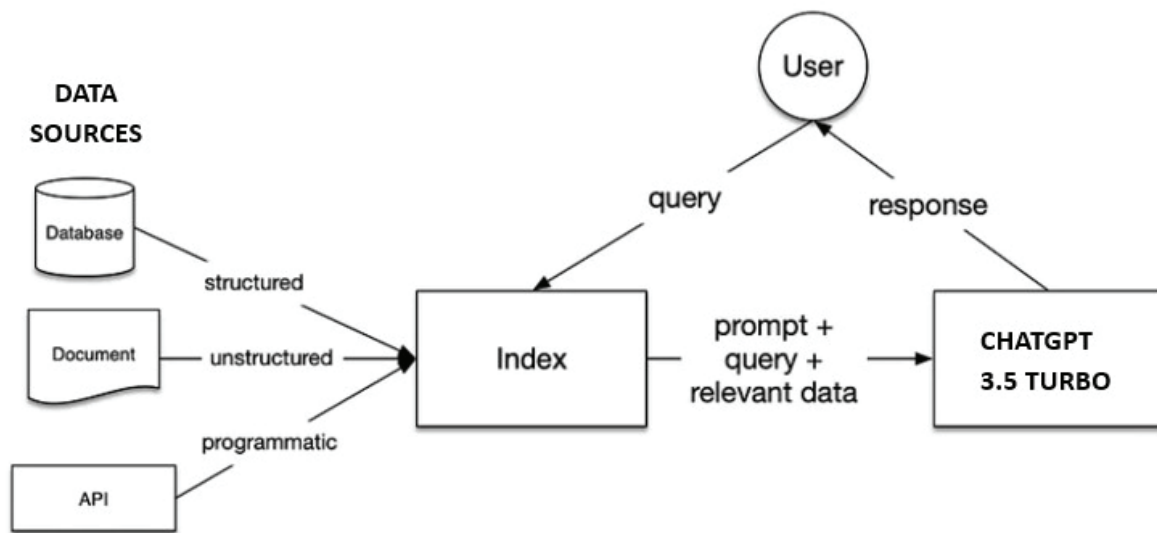 User
DATA
SOURCES
Database
query
response
structured
Document
unstructured
Index
prompt +
query +
relevant data
CHATGPT
3.5 TURBO
programmatic
API